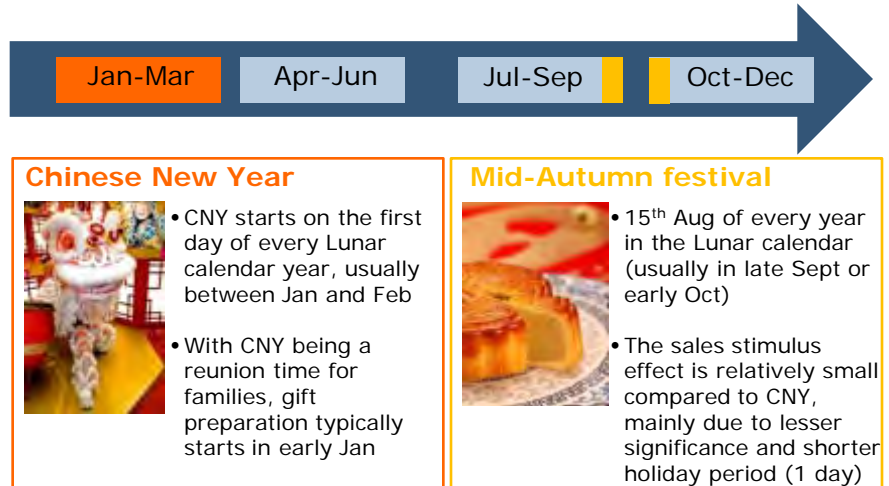 Jan-Mar
Apr-Jun
Jul-Sep
Oct-Dec
Chinese New Year
• CNY starts on the first
day of every Lunar
calendar year, usually
between Jan and Feb
• With CNY being a
reunion time for
families, gift
preparation typically
starts in early Jan
Mid-Autumn festival
• 15th Aug of every year
in the Lunar calendar
(usually in late Sept or
early Oct)
• The sales stimulus
effect is relatively small
compared to CNY,
mainly due to lesser
significance and shorter
holiday period (1 day)